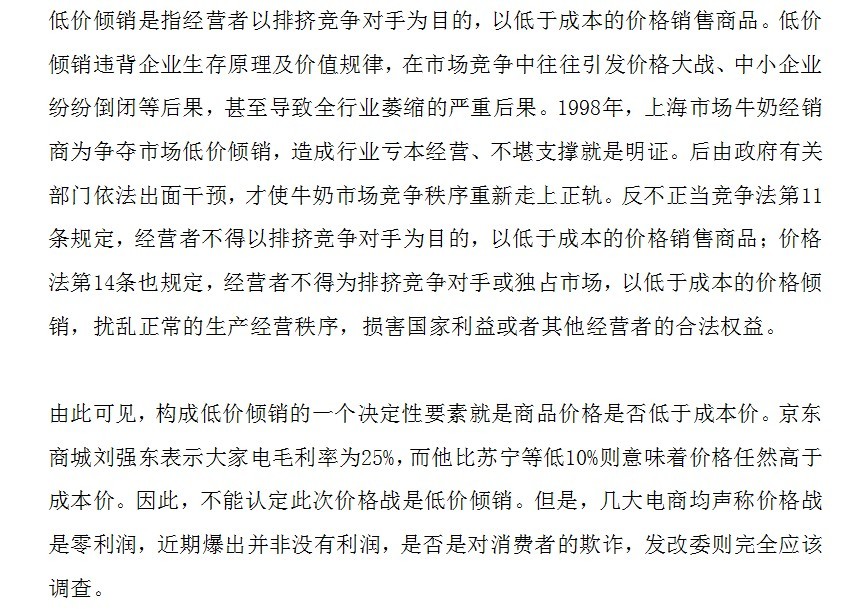 低价倾销是指经营者以排挤竞争对手为目的，以低于成本的价格销售商品。低价
倾销违背企业生存原理及价值规律，在市场竞争中往往引发价格大战、中小企业
纷纷倒闭等后果，甚至导致全行业萎缩的严重后果。1998年，上海市场牛奶经销
商为争夺市场低价倾销，造成行业亏本经营、不堪支撑就是明证。后由政府有关
部门依法出面干预，才使牛奶市场竞争秩序重新走上正轨。反不正当竞争法第11
条规定，经营者不得以排挤竞争对手为目的，以低于成本的价格销售商品；价格
法第14条也规定，经营者不得为排挤竞争对手或独占市场，以低于成本的价格倾
销，扰乱正常的生产经营秩序，损害国家利益或者其他经营者的合法权益。
由此可见，构成低价倾销的一个决定性要素就是商品价格是否低于成本价。京东
商城刘强东表示大家电毛利率为25%，而他比苏宁等低10%则意味着价格任然高于
成本价。因此，不能认定此次价格战是低价倾销。但是，几大电商均声称价格战
是零利润，近期爆出并非没有利润，是否是对消费者的欺诈，发改委则完全应该
调查。